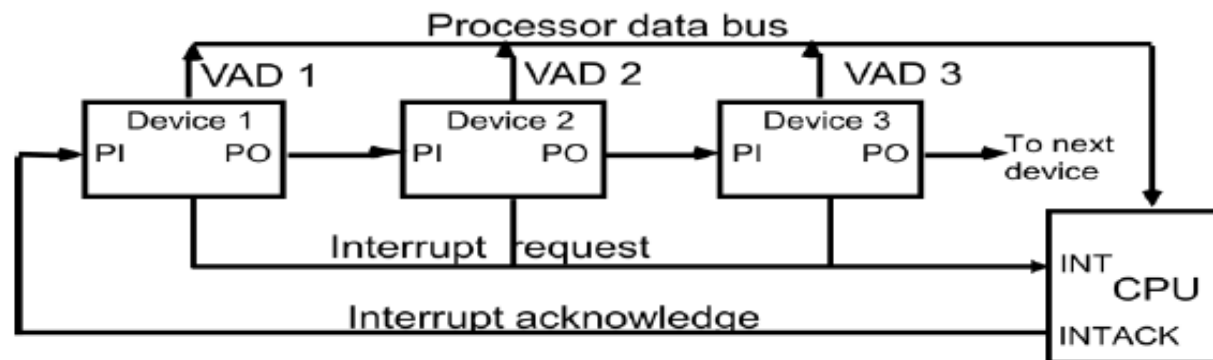 Processor data bus
VAD 1
VAD 2
VAD 3
Device 1
PI
PO
Device 2
PI
PO
Device 3
PI
PO
To next
device
Interrupt request
INT
CPU
Interrupt acknowledge
INTACK